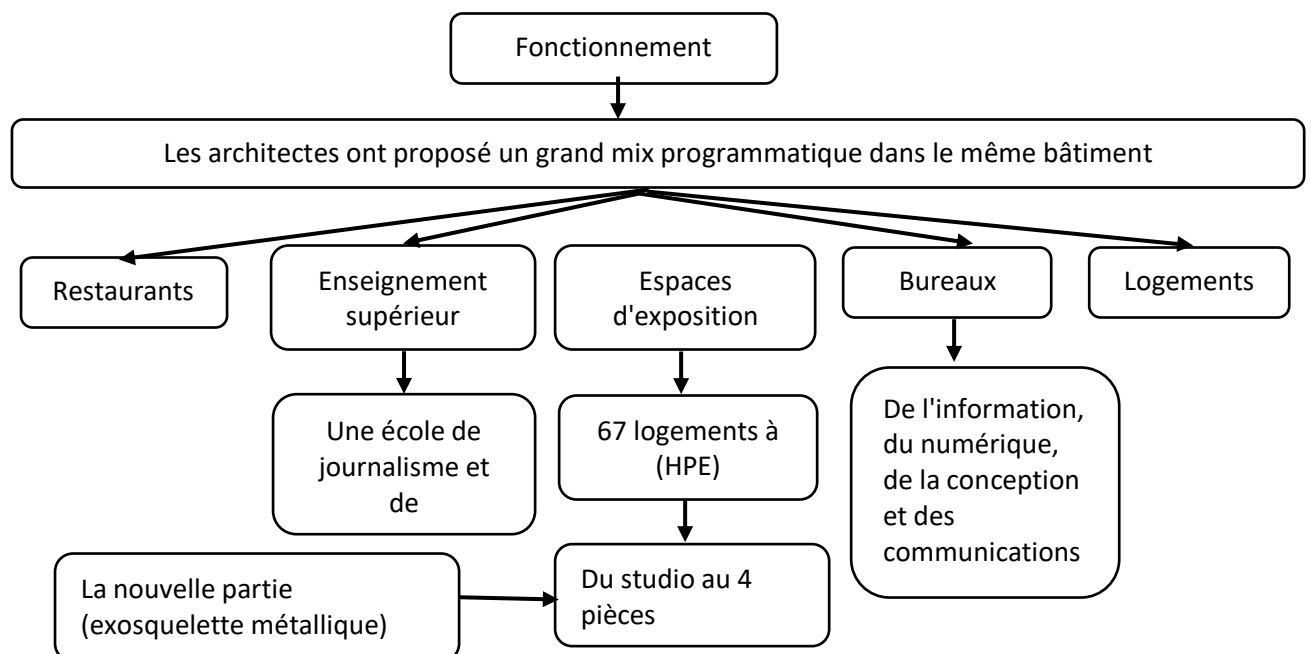 Fonctionnement
Les architectes ont proposé un grand mix programmatique dans le même bâtiment
Restaurants
Enseignement
supérieur
Espaces
d'exposition
Bureaux
Logements
Une école de
journalisme et
de
67 logements à
(HPE)
De l'information,
du numérique,
de la conception
et des
communications
La nouvelle partie
(exosquelette métallique)
Du studio au 4
pièces